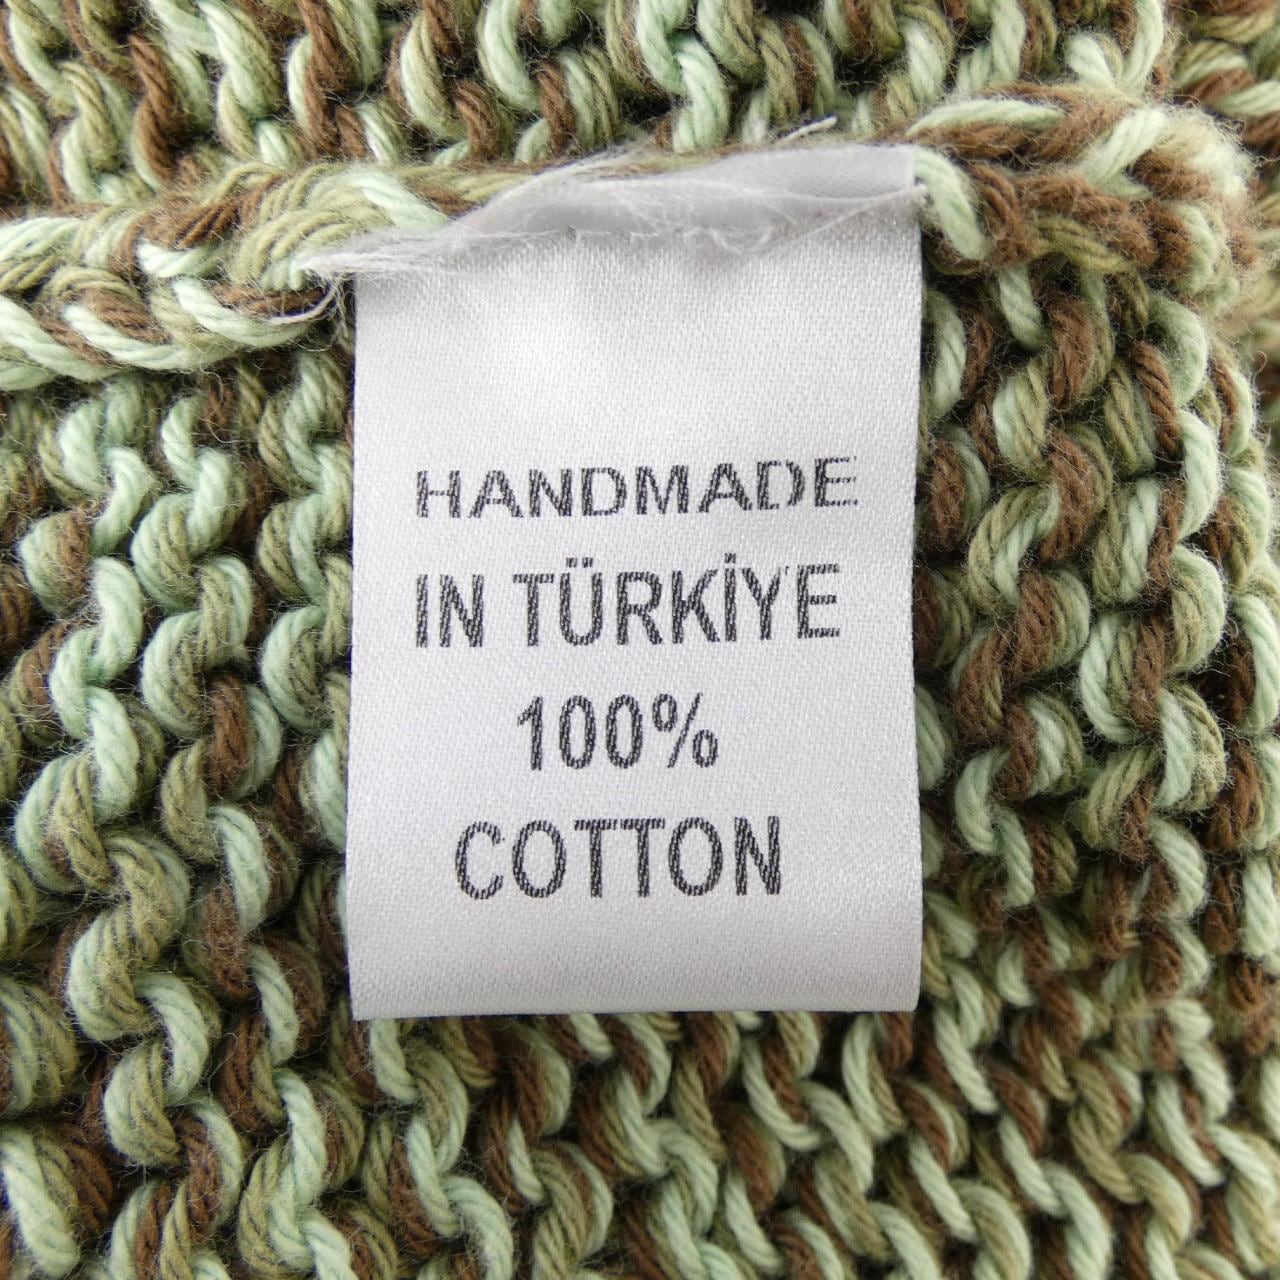 HANDMADE
IN TÜRKİYE
100%
COTTON